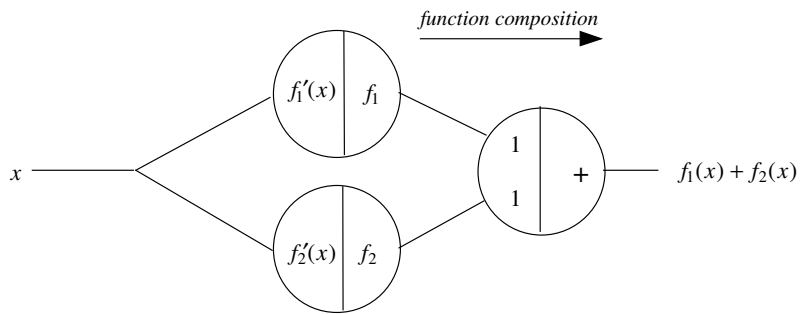 function composition
f₁′(x) f₁
1
x + f₁(x) + f₂(x)
1
f₂′(x) f₂